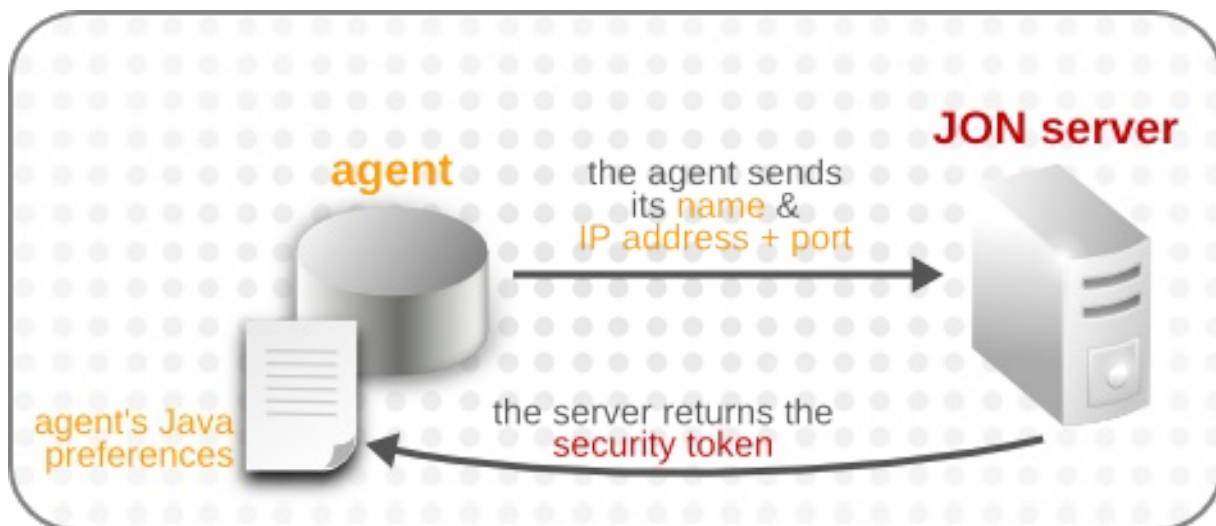 JON server
agent
the agent sends
its name &
IP address + port
the server returns the
security token
agent's Java
preferences